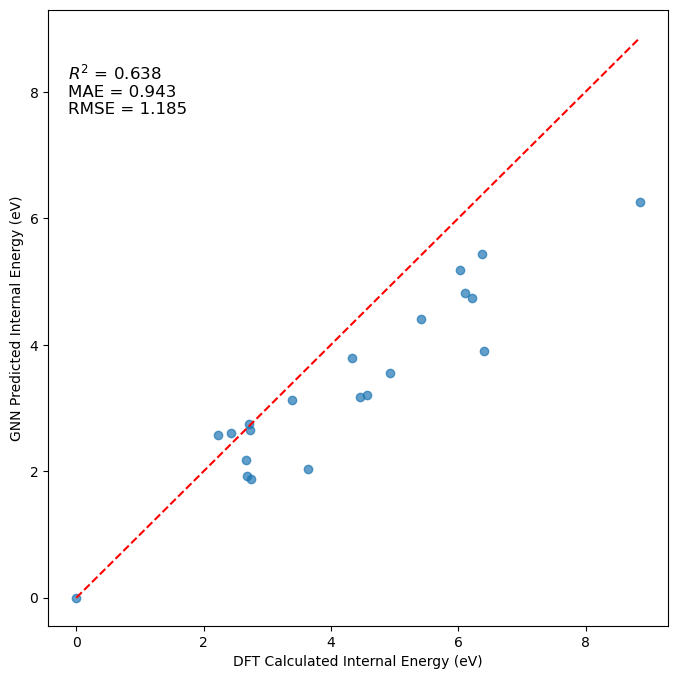 R² = 0.638
MAE = 0.943
RMSE = 1.185
8
6
4
2
0
GNN Predicted Internal Energy (eV)
0 2 4 6 8
DFT Calculated Internal Energy (eV)